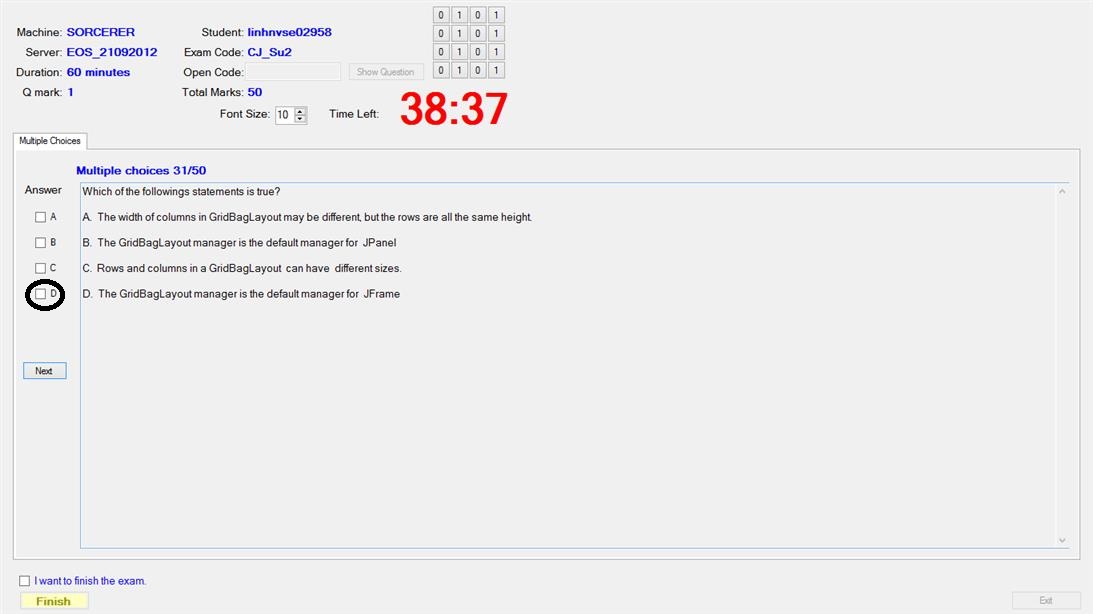 0 1 0 1
Machine: SORCERER Student: linhnvse02958
0 1 0 1
Server: EOS_21092012 Exam Code: CJ_Su2
0 1 0 1
Duration: 60 minutes Open Code: Show Question
0 1 0 1
Q mark: 1 Total Marks: 50
Font Size: 10 Time Left: 38:37
Multiple Choices
Multiple choices 31/50
Answer
Which of the followings statements is true?
A A. The width of columns in GridBagLayout may be different, but the rows are all the same height.
B B. The GridBagLayout manager is the default manager for JPanel
C C. Rows and columns in a GridBagLayout can have different sizes.
D D. The GridBagLayout manager is the default manager for JFrame
Next
I want to finish the exam.
Finish Exit